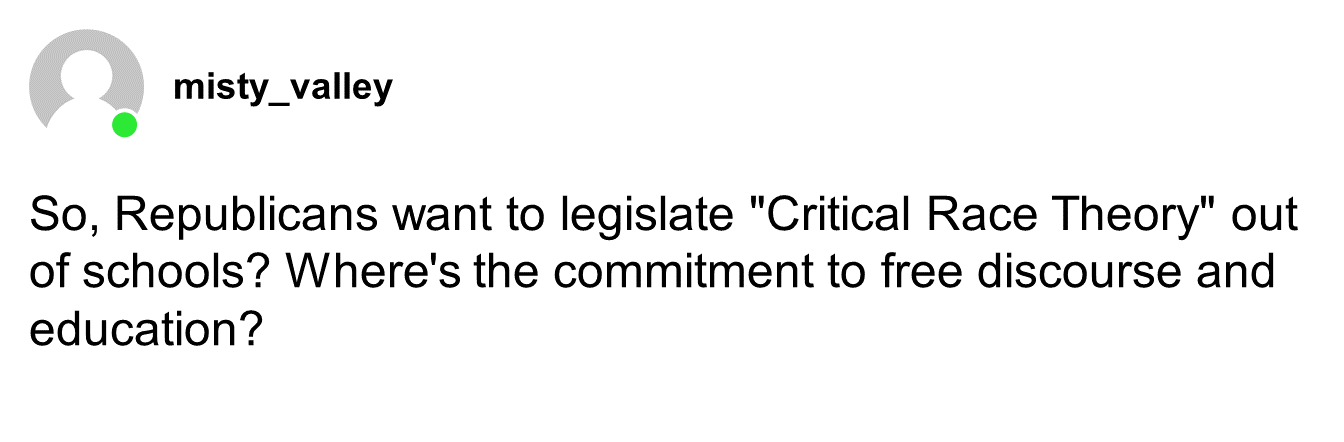 misty_valley
So, Republicans want to legislate "Critical Race Theory" out
of schools? Where's the commitment to free discourse and
education?